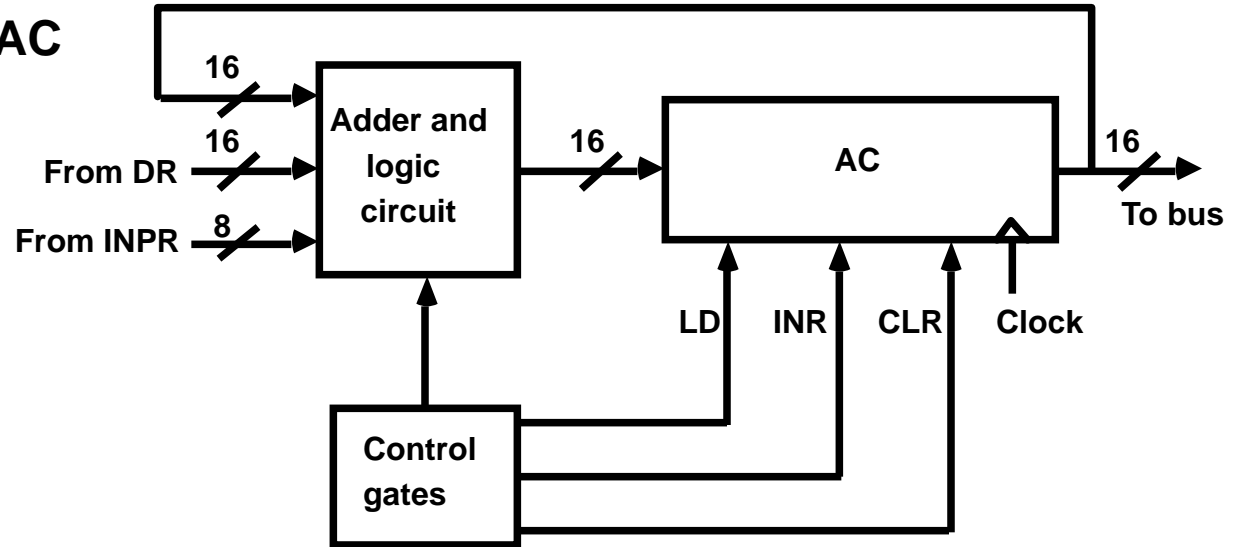 AC
16
16
From DR
8
From INPR
Adder and
logic
circuit
16
AC
16
To bus
LD
INR
CLR
Clock
Control
gates